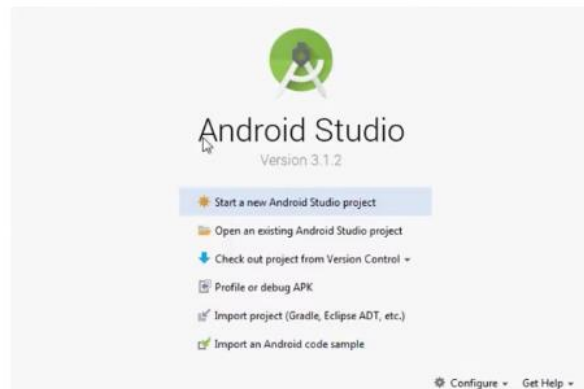 Android Studio
Version 3.1.2
Start a new Android Studio project
Open an existing Android Studio project
Check out project from Version Control
Profile or debug APK
Import project (Gradle, Eclipse ADT, etc.)
Import an Android code sample
Configure Get Help